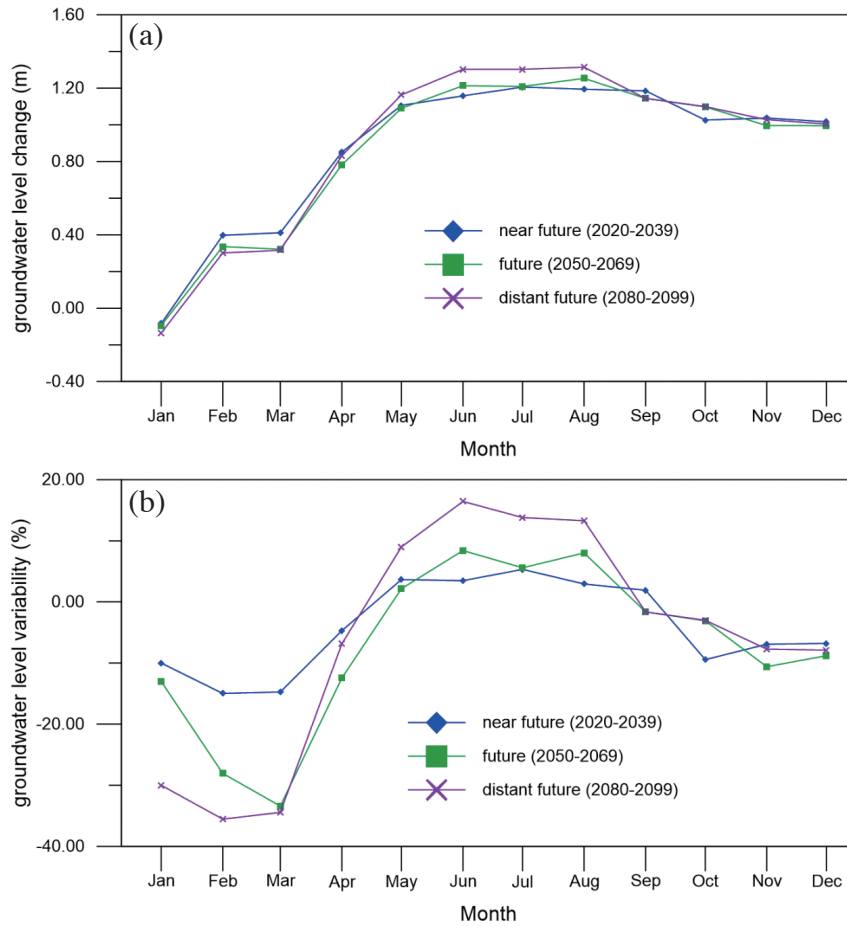 (a)
groundwater level change (m)
1.60
1.20
0.80
0.40
0.00
-0.40
near future (2020-2039)
future (2050-2069)
distant future (2080-2099)
Jan Feb Mar Apr May Jun Jul Aug Sep Oct Nov Dec
Month
(b)
groundwater level variability (%)
20.00
0.00
-20.00
-40.00
near future (2020-2039)
future (2050-2069)
distant future (2080-2099)
Jan Feb Mar Apr May Jun Jul Aug Sep Oct Nov Dec
Month